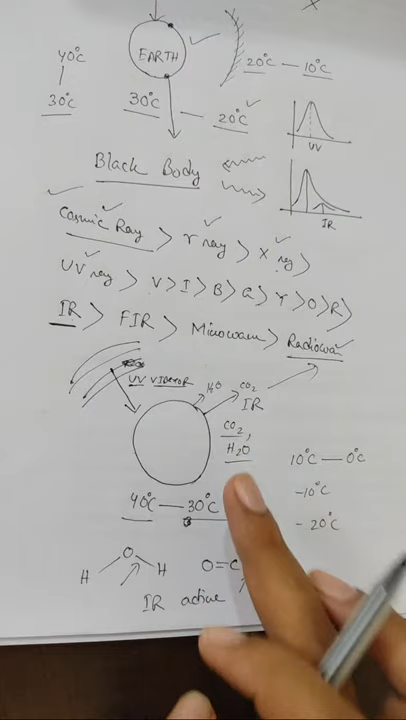 EARTH
40°C
20°C — 10°C
30°C
30°C — 20°C
UV
Black Body
IR
Cosmic Ray > γ ray > X ray >
UV ray > V > I > B > G > Y > O > R >
IR > FIR > Microwave > Radiowave
UV VIBGYOR
H2O
CO2
IR
CO2,
H2O
10°C — 0°C
-10°C
40°C — 30°C
-20°C
O
H H
O=C
IR active